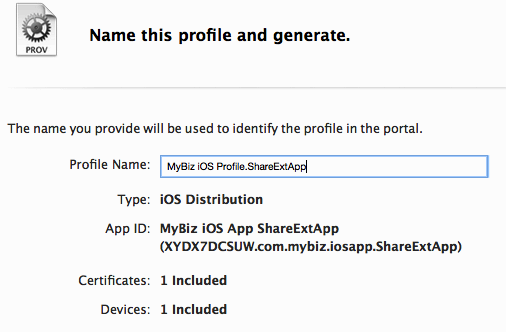 PROV
Name this profile and generate.
The name you provide will be used to identify the profile in the portal.
Profile Name: MyBiz iOS Profile.ShareExtApp
Type: iOS Distribution
App ID: MyBiz iOS App ShareExtApp
(XYDX7DCSUW.com.mybiz.iosapp.ShareExtApp)
Certificates: 1 Included
Devices: 1 Included